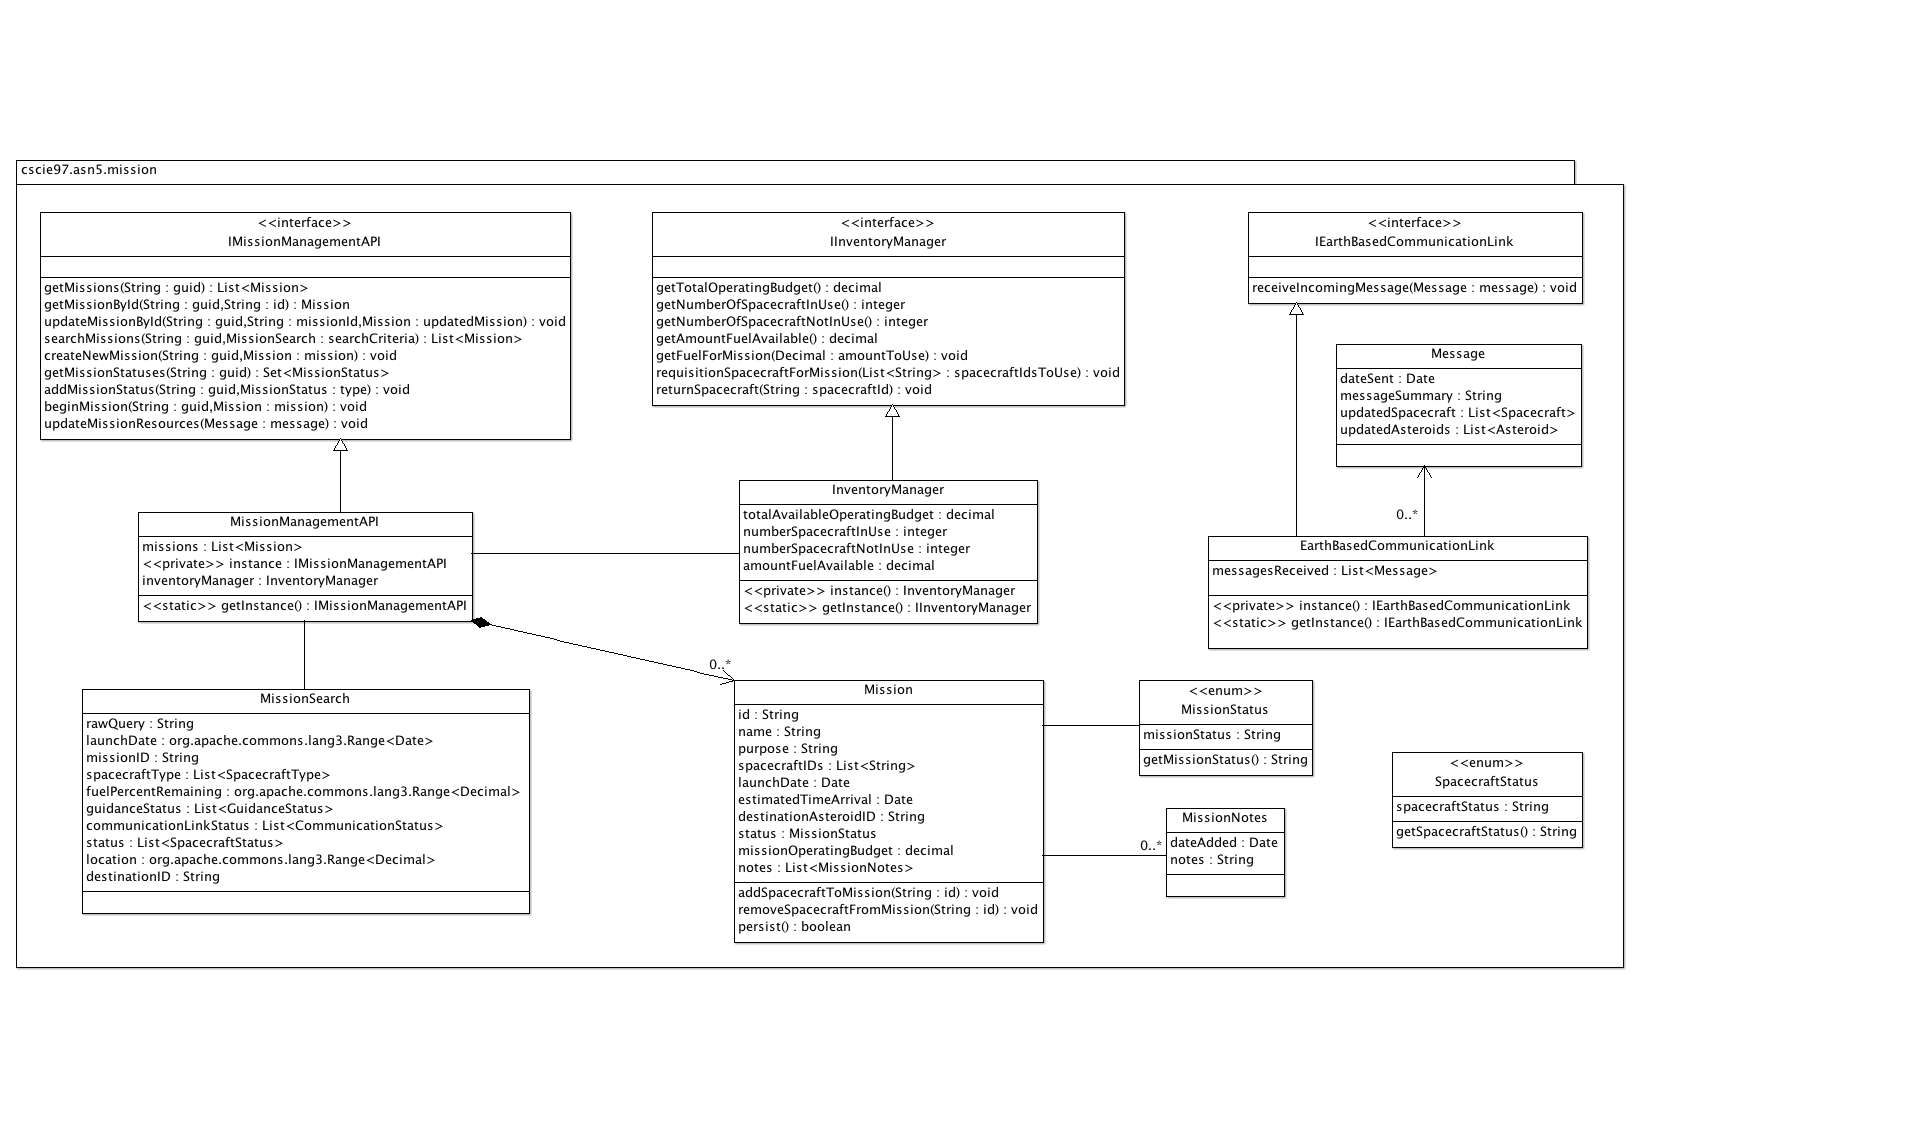 cscie97.asn5.mission
<<interface>>
IMissionManagementAPI
getMissions(String : guid) : List<Mission>
getMissionById(String : guid,String : id) : Mission
updateMissionById(String : guid,String : missionId,Mission : updatedMission) : void
searchMissions(String : guid,MissionSearch : searchCriteria) : List<Mission>
createNewMission(String : guid,Mission : mission) : void
getMissionStatuses(String : guid) : Set<MissionStatus>
addMissionStatus(String : guid,MissionStatus : type) : void
beginMission(String : guid,Mission : mission) : void
updateMissionResources(Message : message) : void
<<interface>>
IInventoryManager
getTotalOperatingBudget() : decimal
getNumberOfSpacecraftInUse() : integer
getNumberOfSpacecraftNotInUse() : integer
getAmountFuelAvailable() : decimal
getFuelForMission(Decimal : amountToUse) : void
requisitionSpacecraftForMission(List<String> : spacecraftIdsToUse) : void
returnSpacecraft(String : spacecraftId) : void
<<interface>>
IEarthBasedCommunicationLink
receiveIncomingMessage(Message : message) : void
Message
dateSent : Date
messageSummary : String
updatedSpacecraft : List<Spacecraft>
updatedAsteroids : List<Asteroid>
0..*
MissionManagementAPI
missions : List<Mission>
<<private>> instance : IMissionManagementAPI
inventoryManager : InventoryManager
<<static>> getInstance() : IMissionManagementAPI
InventoryManager
totalAvailableOperatingBudget : decimal
numberSpacecraftInUse : integer
numberSpacecraftNotInUse : integer
amountFuelAvailable : decimal
<<private>> instance() : InventoryManager
<<static>> getInstance() : IInventoryManager
EarthBasedCommunicationLink
messagesReceived : List<Message>
<<private>> instance() : IEarthBasedCommunicationLink
<<static>> getInstance() : IEarthBasedCommunicationLink
0..*
MissionSearch
rawQuery : String
launchDate : org.apache.commons.lang3.Range<Date>
missionID : String
spacecraftType : List<SpacecraftType>
fuelPercentRemaining : org.apache.commons.lang3.Range<Decimal>
guidanceStatus : List<GuidanceStatus>
communicationLinkStatus : List<CommunicationStatus>
status : List<SpacecraftStatus>
location : org.apache.commons.lang3.Range<Decimal>
destinationID : String
Mission
id : String
name : String
purpose : String
spacecraftIDs : List<String>
launchDate : Date
estimatedTimeArrival : Date
destinationAsteroidID : String
status : MissionStatus
missionOperatingBudget : decimal
notes : List<MissionNotes>
addSpacecraftToMission(String : id) : void
removeSpacecraftFromMission(String : id) : void
persist() : boolean
<<enum>>
MissionStatus
missionStatus : String
getMissionStatus() : String
0..*
MissionNotes
dateAdded : Date
notes : String
<<enum>>
SpacecraftStatus
spacecraftStatus : String
getSpacecraftStatus() : String